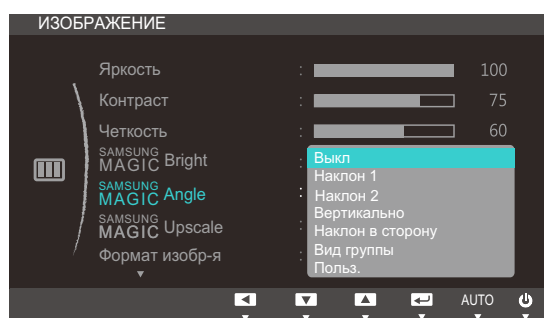 ИЗОБРАЖЕНИЕ
Яркость : 100
Контраст : 75
Четкость : 60
SAMSUNG MAGIC Bright :
SAMSUNG MAGIC Angle :
SAMSUNG MAGIC Upscale :
Формат изобр-я :
Выкл
Наклон 1
Наклон 2
Вертикально
Наклон в сторону
Вид группы
Польз.
AUTO